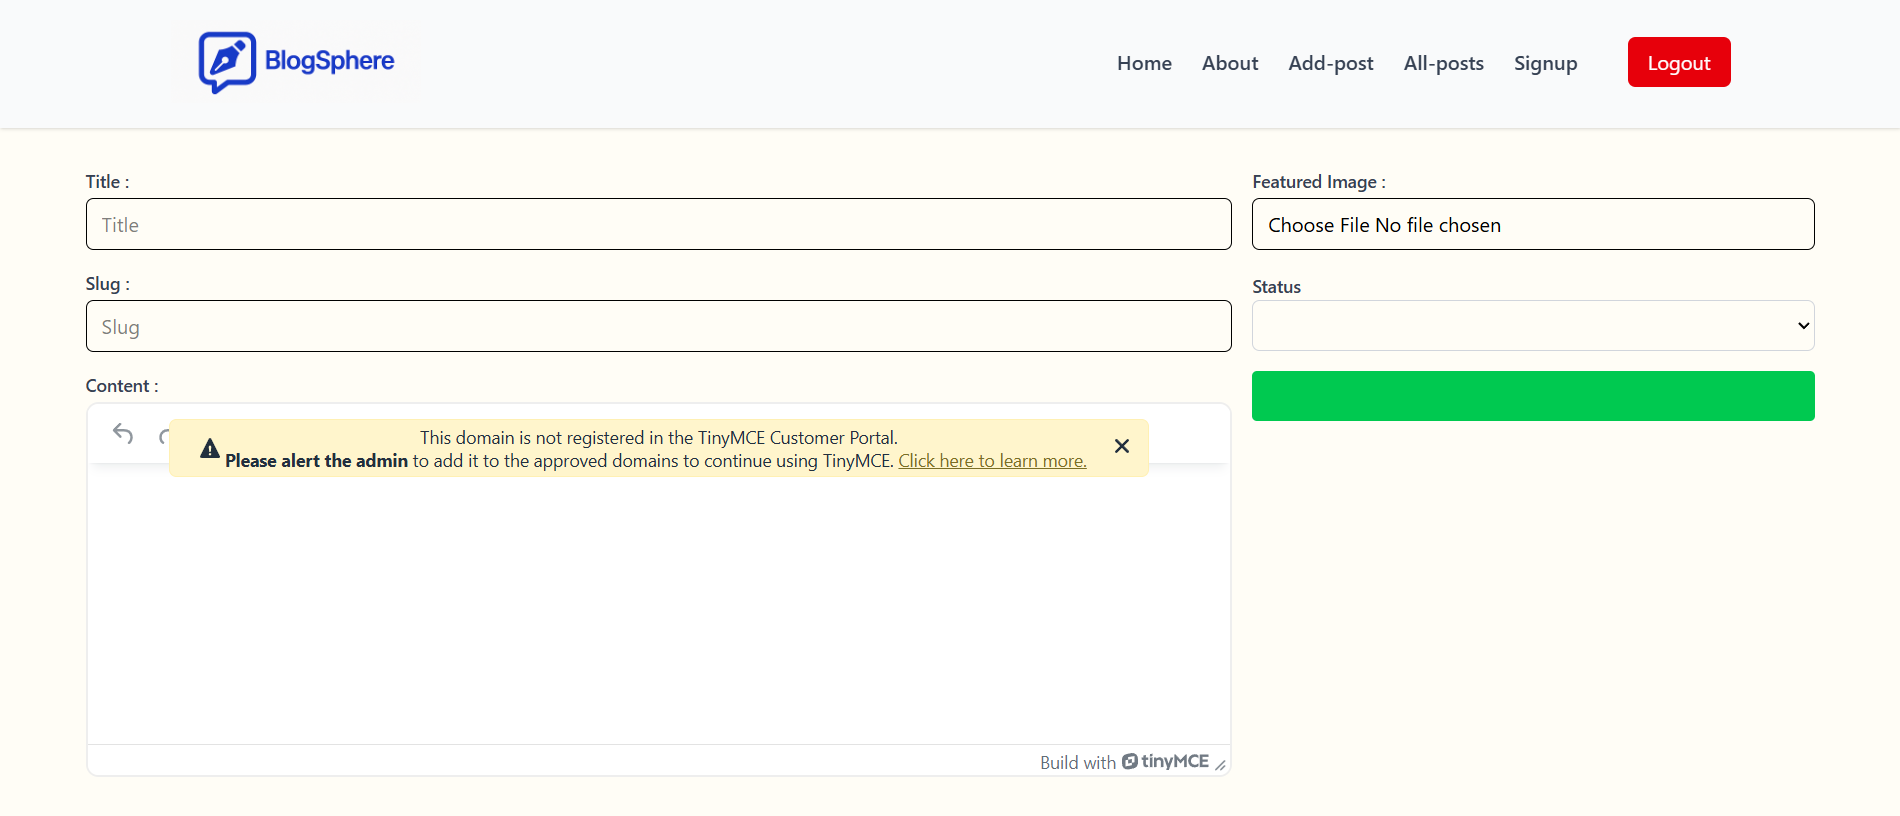 BlogSphere
Home About Add-post All-posts Signup Logout
Title :
Title
Featured Image :
Choose File No file chosen
Slug :
Slug
Status
Content :
This domain is not registered in the TinyMCE Customer Portal.
Please alert the admin to add it to the approved domains to continue using TinyMCE. Click here to learn more.
Build with tinyMCE